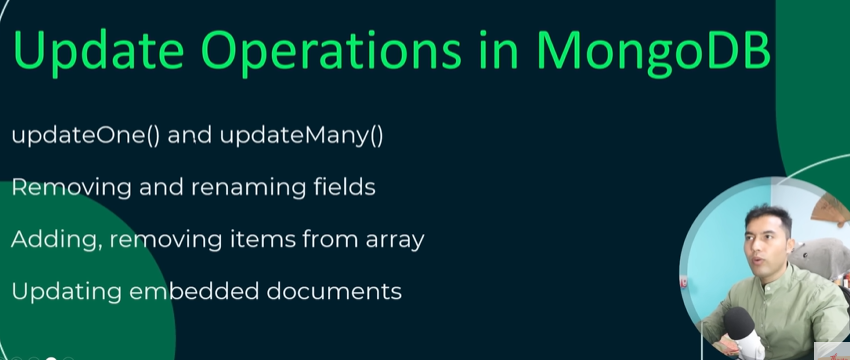 Update Operations in MongoDB
updateOne() and updateMany()
Removing and renaming fields
Adding, removing items from array
Updating embedded documents